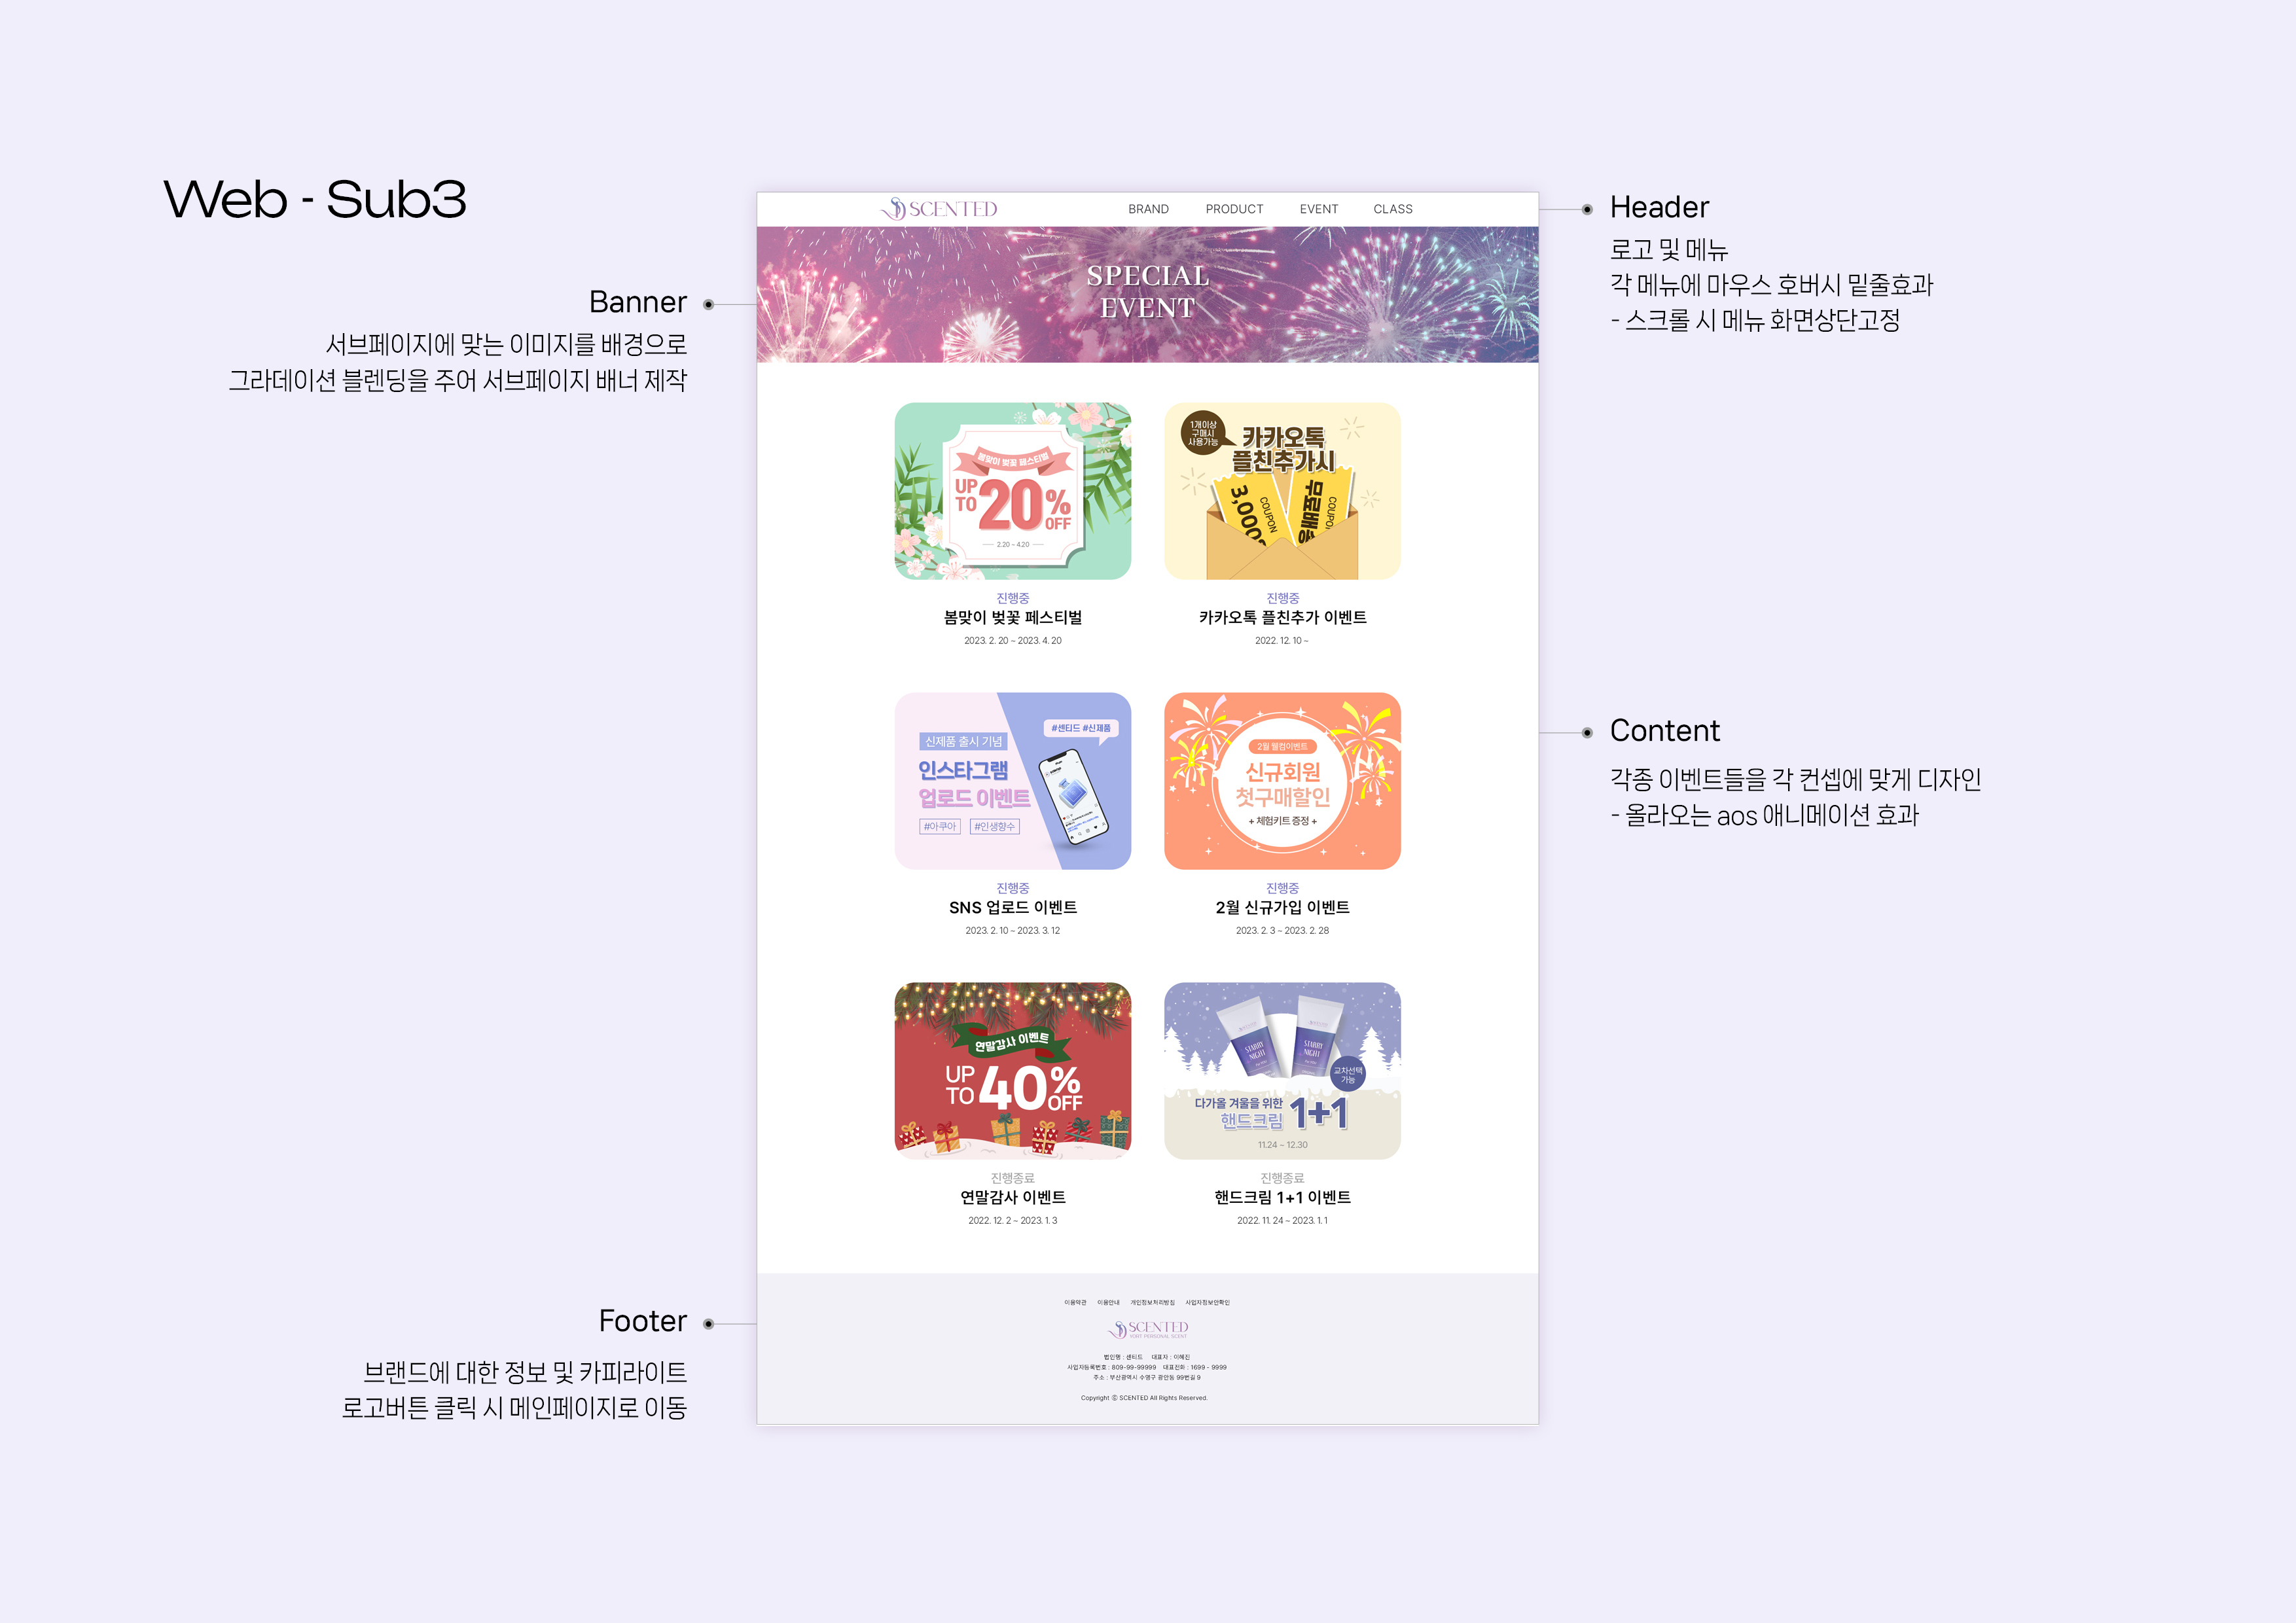 Web - Sub3
Banner
서브페이지에 맞는 이미지를 배경으로
그라데이션 블렌딩을 주어 서브페이지 배너 제작
Header
로고 및 메뉴
각 메뉴에 마우스 호버시 밑줄효과
- 스크롤 시 메뉴 화면상단고정
SCENTED
BRAND PRODUCT EVENT CLASS
SPECIAL
EVENT
봄맞이 벚꽃 페스티벌
UP
TO
20%
OFF
2.20 ~ 4.20
진행중
봄맞이 벚꽃 페스티벌
2023. 2. 20 ~ 2023. 4. 20
1개이상
구매시
사용가능
카카오톡
플친추가시
3,000
COUPON
무료배송
COUPO
진행중
카카오톡 플친추가 이벤트
2022. 12. 10 ~
Content
각종 이벤트들을 각 컨셉에 맞게 디자인
- 올라오는 aos 애니메이션 효과
#센티드 #신제품
신제품 출시 기념
인스타그램
업로드 이벤트
#아쿠아 #인생향수
진행중
SNS 업로드 이벤트
2023. 2. 10 ~ 2023. 3. 12
2월 웰컴이벤트
신규회원
첫구매할인
+ 체험키트 증정 +
진행중
2월 신규가입 이벤트
2023. 2. 3 ~ 2023. 2. 28
연말감사 이벤트
UP
TO
40%
OFF
진행종료
연말감사 이벤트
2022. 12. 2 ~ 2023. 1. 3
STARRY
NIGHT
STARRY
NIGHT
교차선택
가능
다가올 겨울을 위한
핸드크림
1+1
11.24 ~ 12.30
진행종료
핸드크림 1+1 이벤트
2022. 11. 24 ~ 2023. 1. 1
Footer
브랜드에 대한 정보 및 카피라이트
로고버튼 클릭 시 메인페이지로 이동
이용약관 이용안내 개인정보처리방침 사업자정보안확인
SCENTED
PERSONAL SCENT
법인명 : 센티드 대표자 : 이혜진
사업자등록번호 : 809-99-99999 대표전화 : 1699 - 9999
주소 : 부산광역시 수영구 광안동 99번길 9
Copyright ⓒ SCENTED All Rights Reserved.